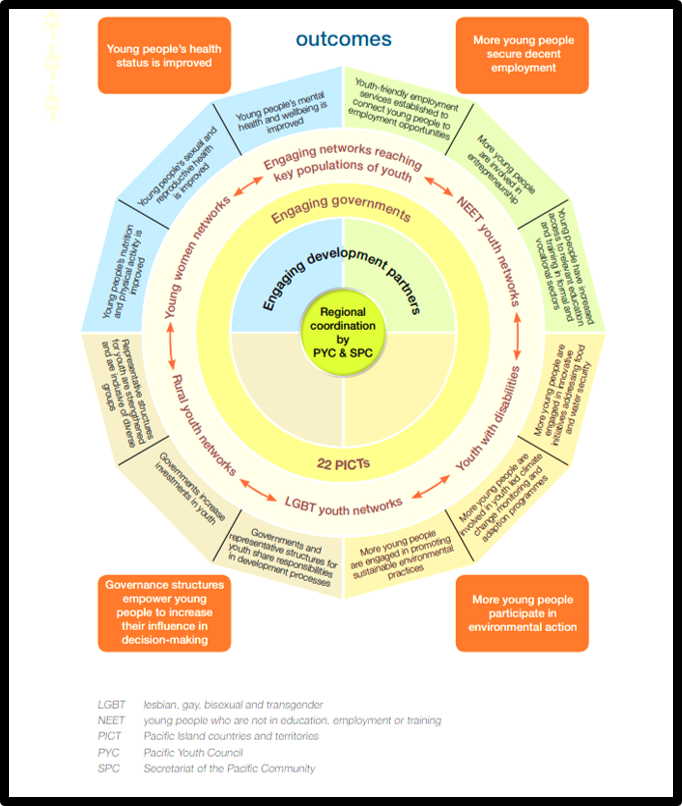 outcomes
Young people's health
status is improved
More young people
secure decent
employment
Young people's mental
health and wellbeing is
improved
Youth-friendly employment
services established to
connect young people to
employment opportunities
Young people's sexual and
reproductive health
is improved
More young people
are involved in
entrepreneurship
Young people's nutrition
and physical activity is
improved
Young people have increased
access to relevant education
and training in formal and
vocational sectors
Engaging networks reaching
key populations of youth
Young women networks
NEET youth networks
Engaging governments
Engaging development partners
Regional
coordination
by
PYC & SPC
Representative structures
for youth are strengthened
and are inclusive of diverse
groups
More young people are
engaged in innovative
initiatives addressing food
and water security
Rural youth networks
Youth with disabilities
22 PICTs
LGBT youth networks
Governments increase
investments in youth
More young people are
involved in youth led climate
change monitoring and
adaption programmes
Governments and
representative structures for
youth share responsibilities
in development processes
More young people
are engaged in promoting
sustainable environmental
practices
Governance structures
empower young
people to increase
their influence in
decision-making
More young people
participate in
environmental action
LGBT lesbian, gay, bisexual and transgender
NEET young people who are not in education, employment or training
PICT Pacific Island countries and territories
PYC Pacific Youth Council
SPC Secretariat of the Pacific Community